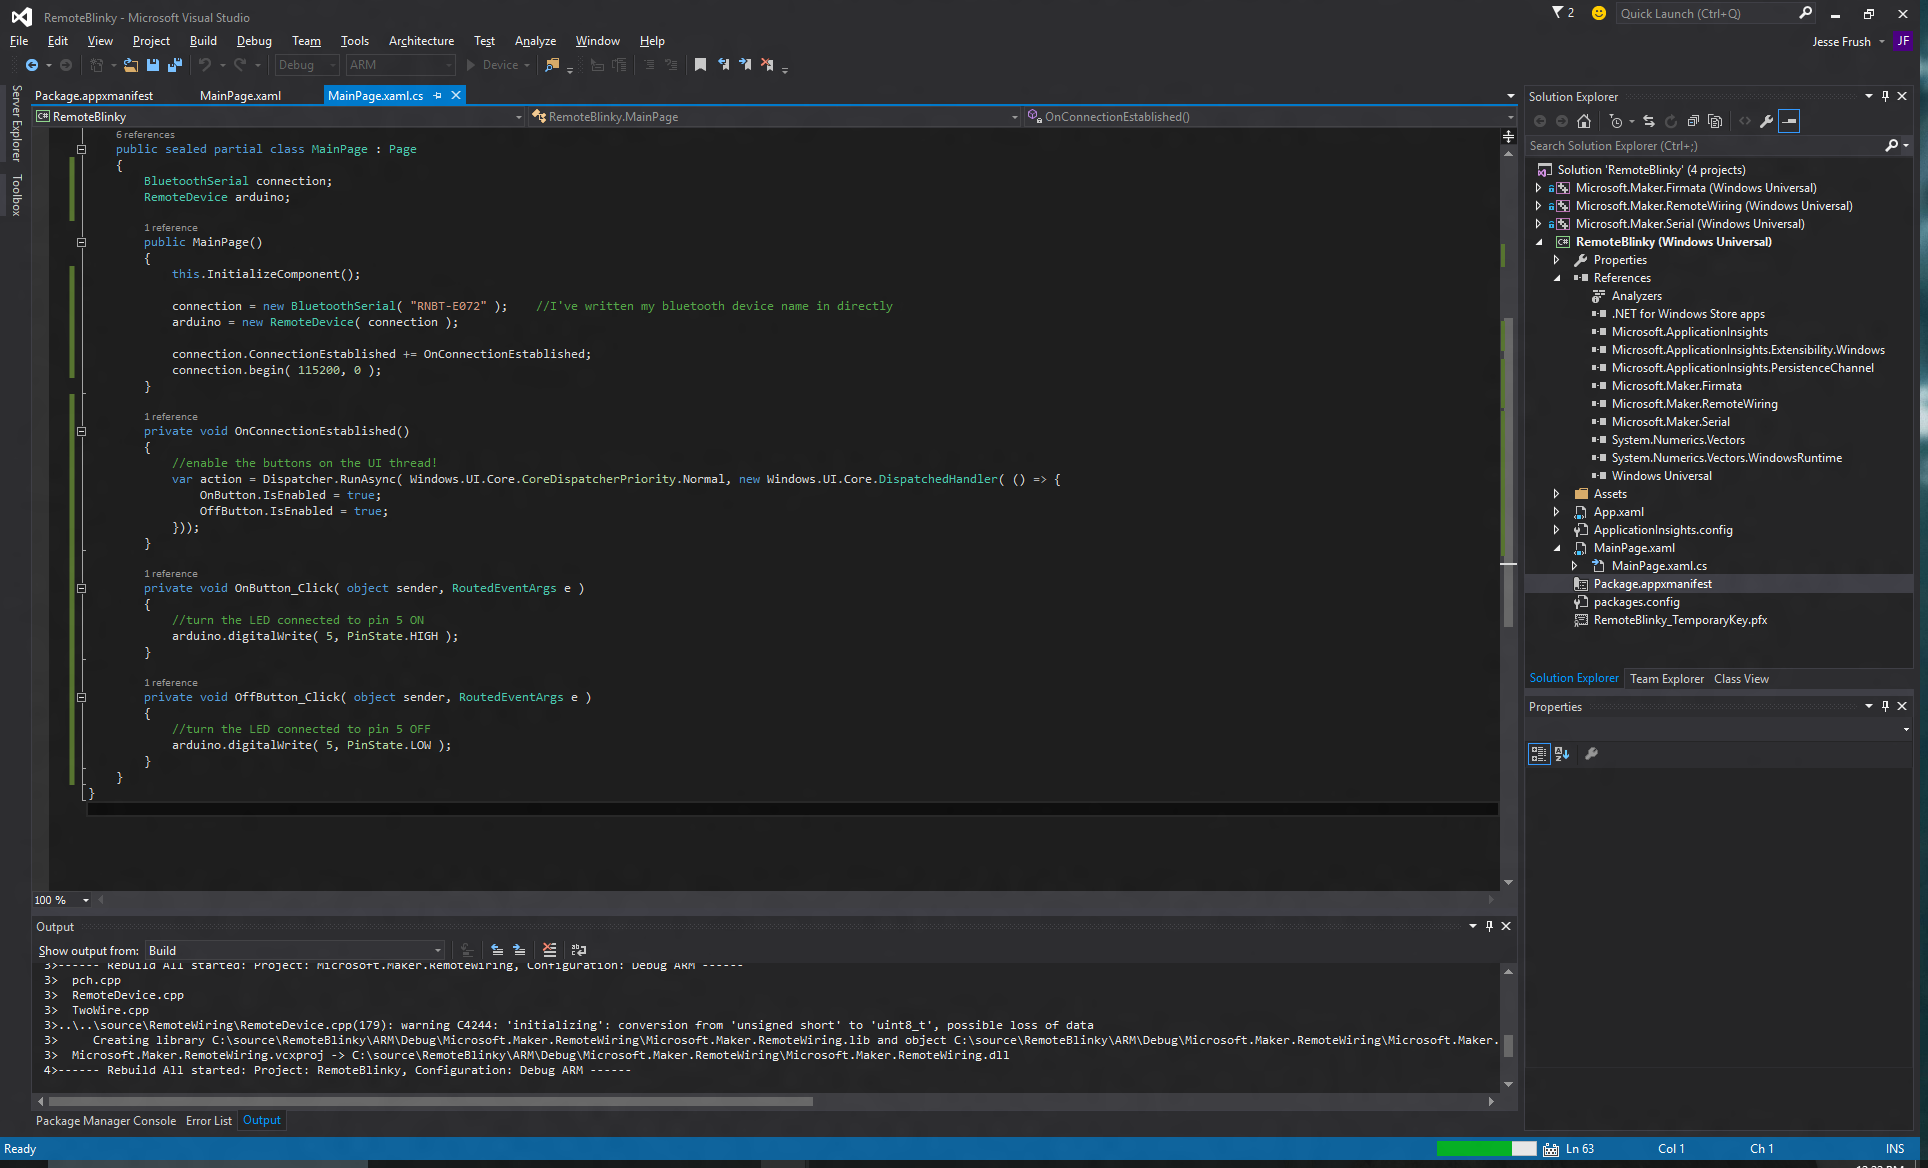 RemoteBlinky - Microsoft Visual Studio
2
Quick Launch (Ctrl+Q)
File Edit View Project Build Debug Team Tools Architecture Test Analyze Window Help
Jesse Frush JF
Debug ARM Device
Server Explorer
Toolbox
Package.appxmanifest MainPage.xaml MainPage.xaml.cs
C# RemoteBlinky RemoteBlinky.MainPage OnConnectionEstablished()
6 references
public sealed partial class MainPage : Page
{
BluetoothSerial connection;
RemoteDevice arduino;
1 reference
public MainPage()
{
this.InitializeComponent();
connection = new BluetoothSerial( "RNBT-E072" ); //I've written my bluetooth device name in directly
arduino = new RemoteDevice( connection );
connection.ConnectionEstablished += OnConnectionEstablished;
connection.begin( 115200, 0 );
}
1 reference
private void OnConnectionEstablished()
{
//enable the buttons on the UI thread!
var action = Dispatcher.RunAsync( Windows.UI.Core.CoreDispatcherPriority.Normal, new Windows.UI.Core.DispatchedHandler( () => {
OnButton.IsEnabled = true;
OffButton.IsEnabled = true;
}));
}
1 reference
private void OnButton_Click( object sender, RoutedEventArgs e )
{
//turn the LED connected to pin 5 ON
arduino.digitalWrite( 5, PinState.HIGH );
}
1 reference
private void OffButton_Click( object sender, RoutedEventArgs e )
{
//turn the LED connected to pin 5 OFF
arduino.digitalWrite( 5, PinState.LOW );
}
}
}
100 %
Output
Show output from: Build
3>------ Rebuild All started: Project: Microsoft.Maker.RemoteWiring, Configuration: Debug ARM ------
3> pch.cpp
3> RemoteDevice.cpp
3> TwoWire.cpp
3>..\..\source\RemoteWiring\RemoteDevice.cpp(179): warning C4244: 'initializing': conversion from 'unsigned short' to 'uint8_t', possible loss of data
3> Creating library C:\source\RemoteBlinky\ARM\Debug\Microsoft.Maker.RemoteWiring\Microsoft.Maker.RemoteWiring.lib and object C:\source\RemoteBlinky\ARM\Debug\Microsoft.Maker.RemoteWiring\Microsoft.Maker.
3> Microsoft.Maker.RemoteWiring.vcxproj -> C:\source\RemoteBlinky\ARM\Debug\Microsoft.Maker.RemoteWiring\Microsoft.Maker.RemoteWiring.dll
4>------ Rebuild All started: Project: RemoteBlinky, Configuration: Debug ARM ------
Package Manager Console Error List Output
Solution Explorer
Search Solution Explorer (Ctrl+;)
Solution 'RemoteBlinky' (4 projects)
Microsoft.Maker.Firmata (Windows Universal)
Microsoft.Maker.RemoteWiring (Windows Universal)
Microsoft.Maker.Serial (Windows Universal)
C# RemoteBlinky (Windows Universal)
Properties
References
Analyzers
.NET for Windows Store apps
Microsoft.ApplicationInsights
Microsoft.ApplicationInsights.Extensibility.Windows
Microsoft.ApplicationInsights.PersistenceChannel
Microsoft.Maker.Firmata
Microsoft.Maker.RemoteWiring
Microsoft.Maker.Serial
System.Numerics.Vectors
System.Numerics.Vectors.WindowsRuntime
Windows Universal
Assets
App.xaml
ApplicationInsights.config
MainPage.xaml
MainPage.xaml.cs
Package.appxmanifest
packages.config
RemoteBlinky_TemporaryKey.pfx
Solution Explorer Team Explorer Class View
Properties
Ready Ln 63 Col 1 Ch 1 INS